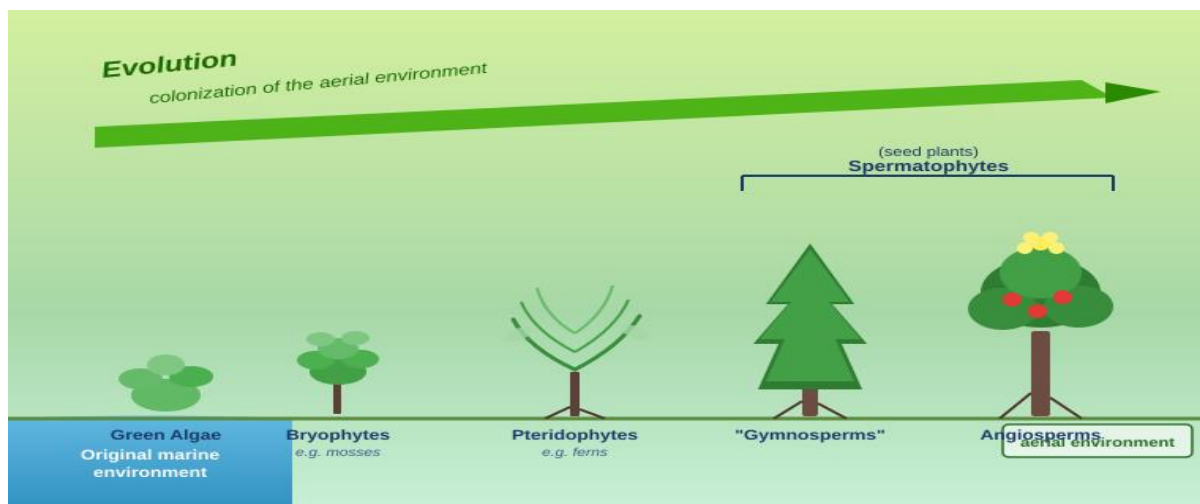 Evolution
colonization of the aerial environment
(seed plants)
Spermatophytes
Green Algae
Original marine
environment
Bryophytes
e.g. mosses
Pteridophytes
e.g. ferns
"Gymnosperms"
Angiosperms
aerial environment